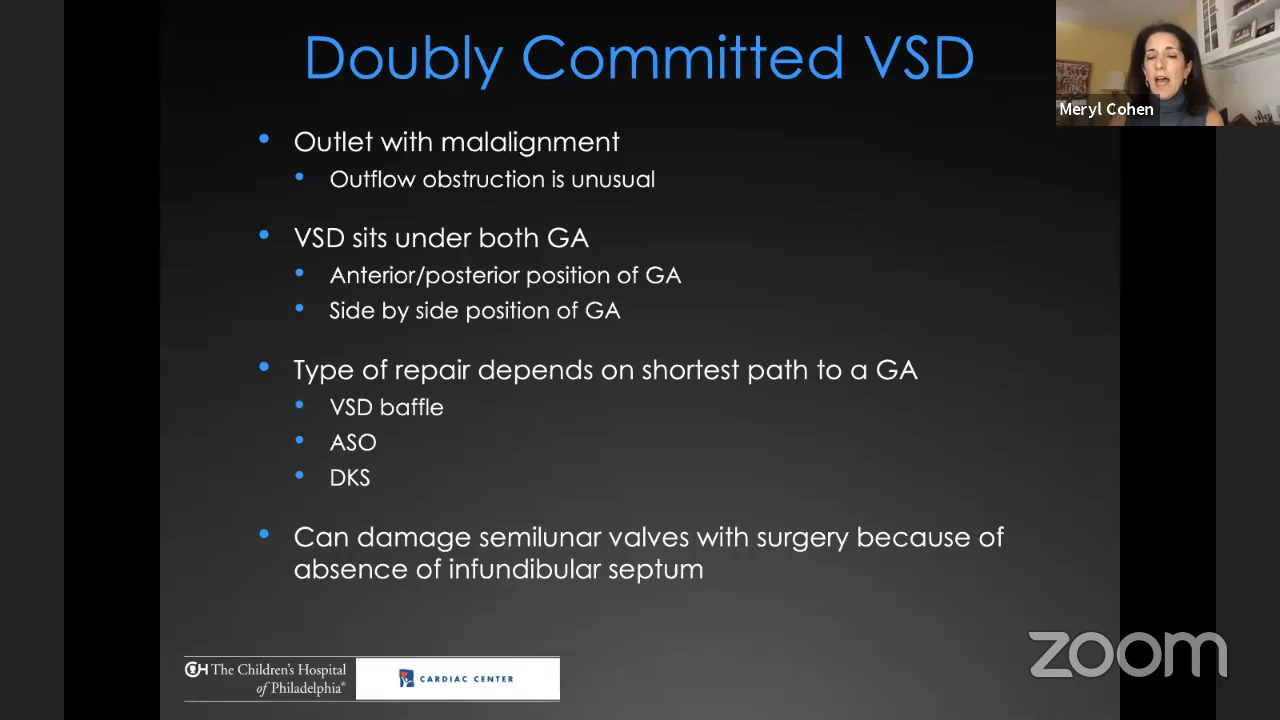 Doubly Committed VSD
Meryl Cohen
Outlet with malalignment
Outflow obstruction is unusual
VSD sits under both GA
Anterior/posterior position of GA
Side by side position of GA
Type of repair depends on shortest path to a GA
VSD baffle
ASO
DKS
Can damage semilunar valves with surgery because of
absence of infundibular septum
The Children's Hospital
of Philadelphia®
CARDIAC CENTER
zoom